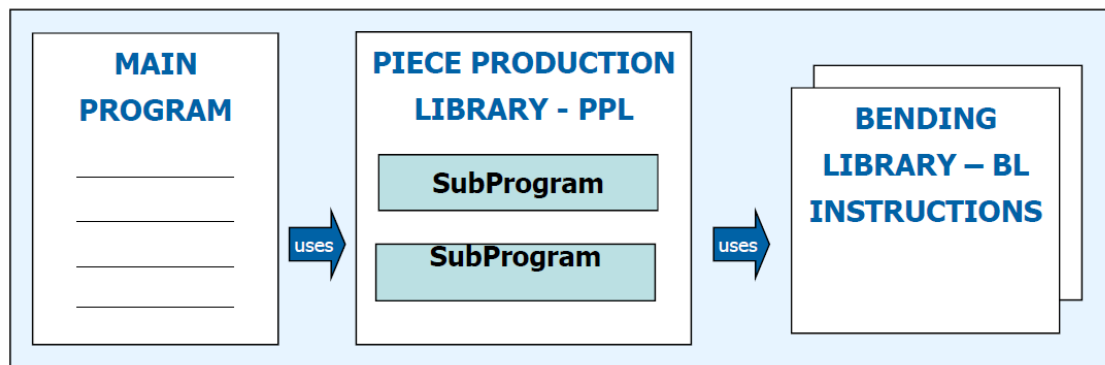 MAIN
PROGRAM
uses
PIECE PRODUCTION
LIBRARY - PPL
SubProgram
SubProgram
uses
BENDING
LIBRARY – BL
INSTRUCTIONS